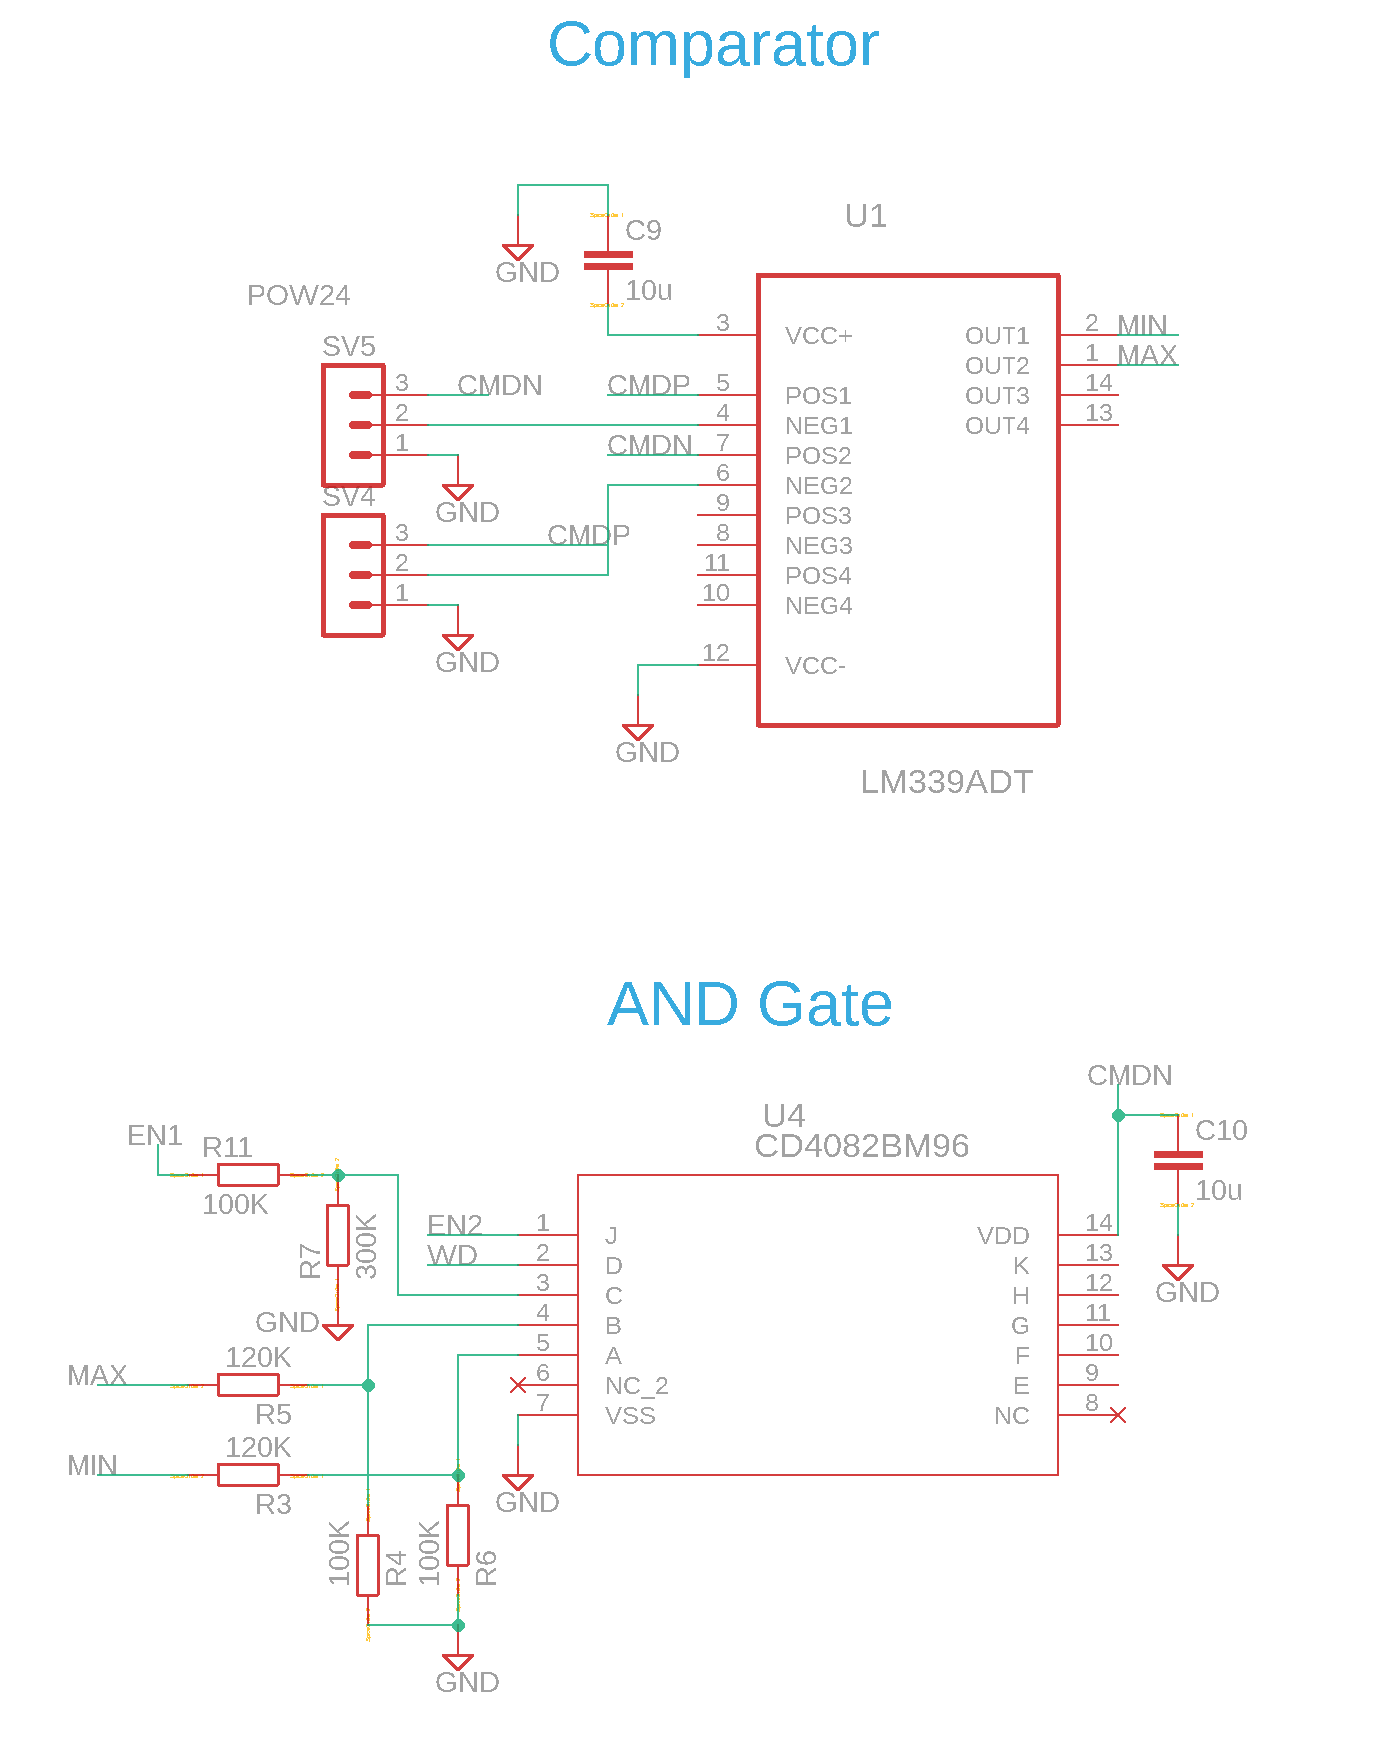 Comparator
U1
C9
GND
10u
POW24
SV5
3
2
1
CMDN
GND
SV4
3
2
1
CMDP
GND
CMDP
CMDN
3 VCC+
5 POS1
4 NEG1
7 POS2
6 NEG2
9 POS3
8 NEG3
11 POS4
10 NEG4
12 VCC-
GND
OUT1 2 MIN
OUT2 1 MAX
OUT3 14
OUT4 13
LM339ADT
AND Gate
U4
CD4082BM96
CMDN
C10
10u
GND
EN1
R11
100K
R7
300K
GND
EN2
WD
1 J
2 D
3 C
4 B
5 A
6 NC_2
7 VSS
GND
VDD 14
K 13
H 12
G 11
F 10
E 9
NC 8
MAX
120K
R5
MIN
120K
R3
100K
R4
100K
R6
GND